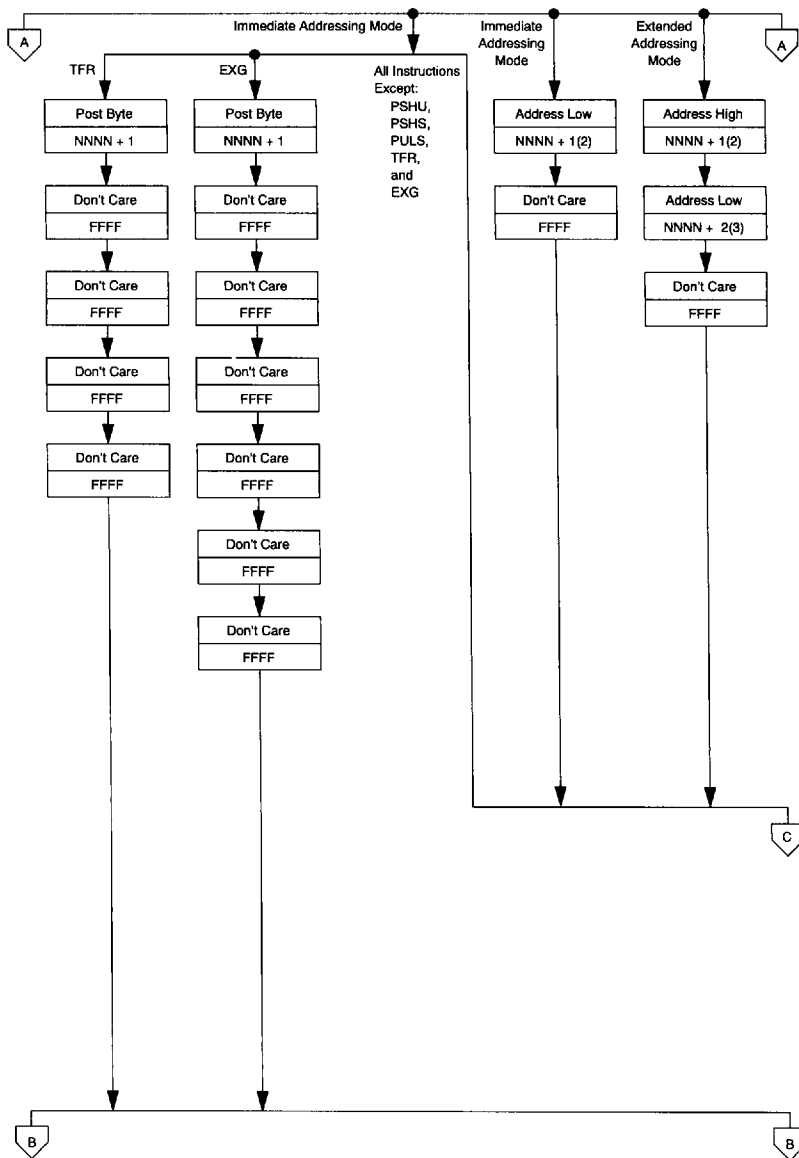 A
Immediate Addressing Mode
Immediate
Addressing
Mode
Extended
Addressing
Mode
A
TFR
EXG
All Instructions
Except:
PSHU,
PSHS,
PULS,
TFR,
and
EXG
Post Byte
NNNN + 1
Don't Care
FFFF
Don't Care
FFFF
Don't Care
FFFF
Don't Care
FFFF
Post Byte
NNNN + 1
Don't Care
FFFF
Don't Care
FFFF
Don't Care
FFFF
Don't Care
FFFF
Don't Care
FFFF
Don't Care
FFFF
Address Low
NNNN + 1(2)
Don't Care
FFFF
Address High
NNNN + 1(2)
Address Low
NNNN + 2(3)
Don't Care
FFFF
C
B
B